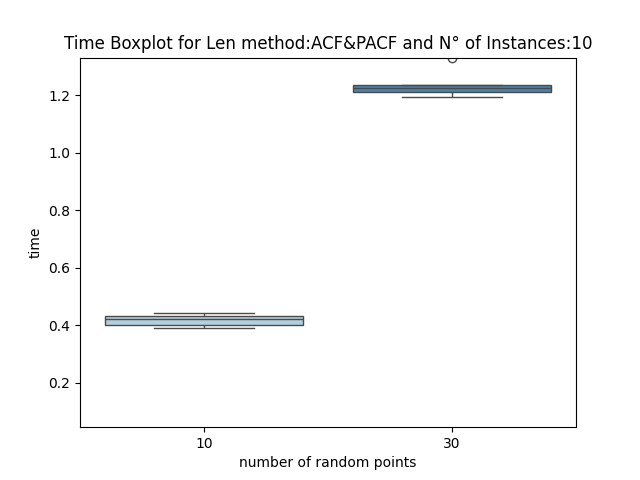 Time Boxplot for Len method:ACF&PACF and N° of Instances:10
1.2
1.0
0.8
0.6
0.4
0.2
time
10 30
number of random points